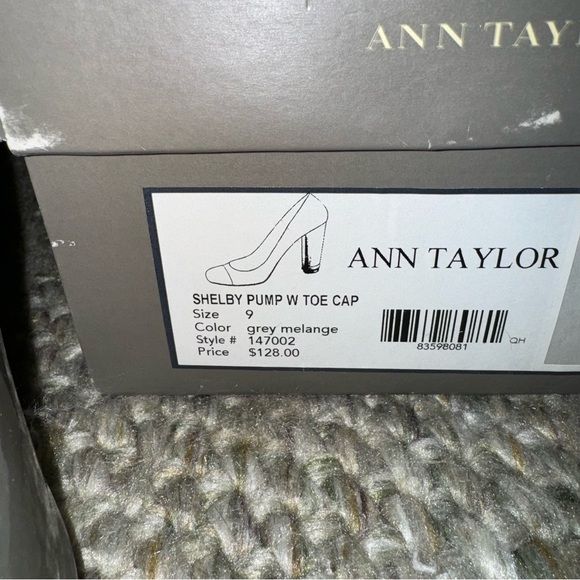 ANN TAY
ANN TAYLOR
SHELBY PUMP W TOE CAP
Size 9
Color grey melange
Style # 147002
Price $128.00
83598081
QH